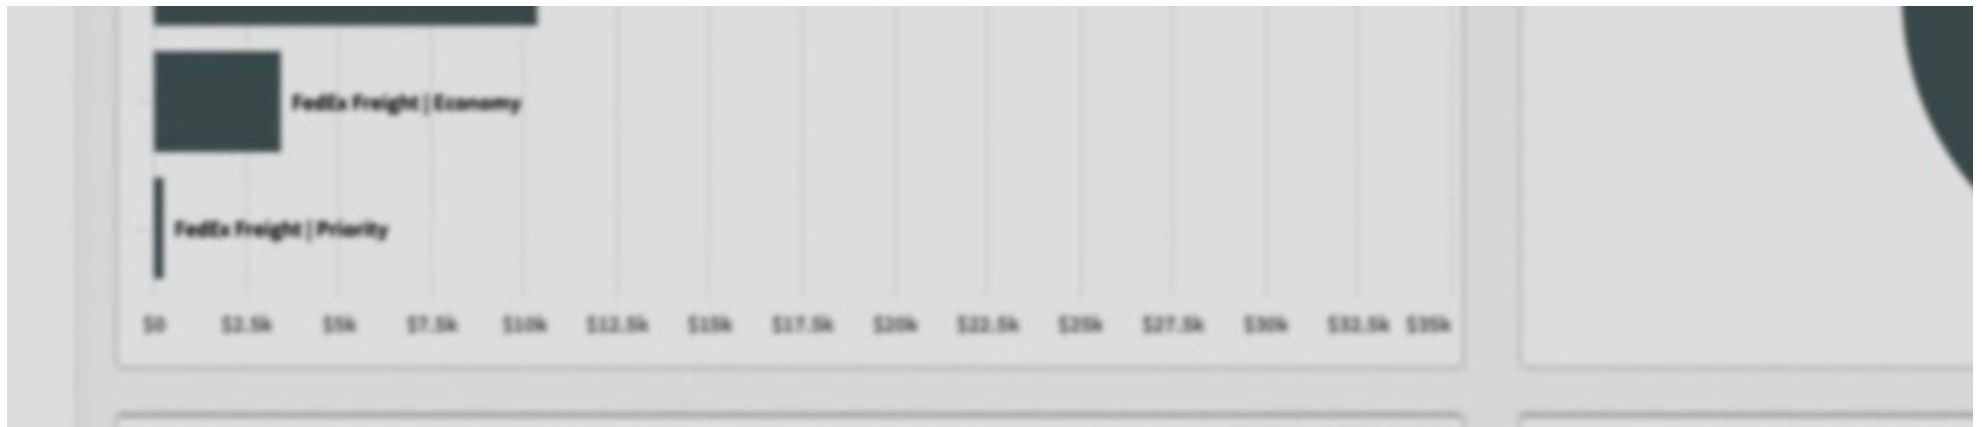 FedEx Freight | Economy
FedEx Freight | Priority
$0 $2.5k $5k $7.5k $10k $12.5k $15k $17.5k $20k $22.5k $25k $27.5k $30k $32.5k $35k